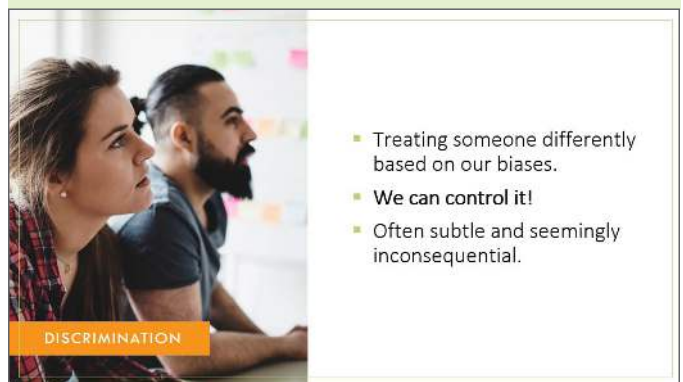 DISCRIMINATION
▪ Treating someone differently
based on our biases.
▪ We can control it!
▪ Often subtle and seemingly
inconsequential.